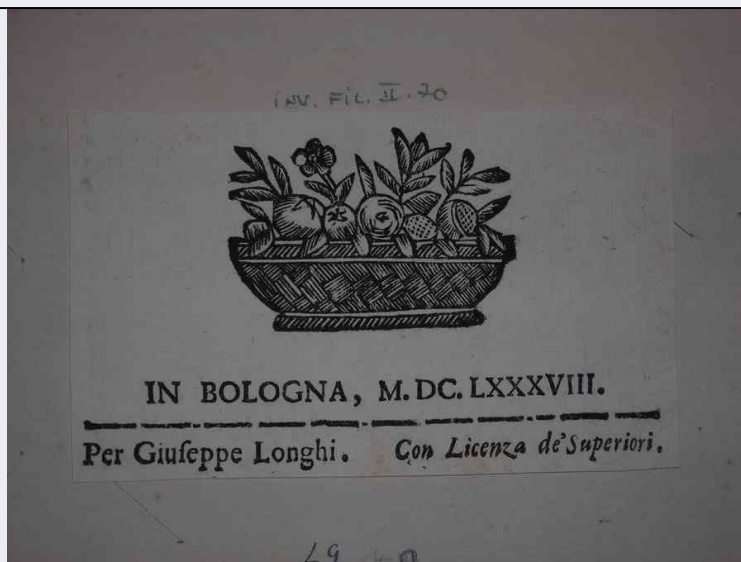 INV. FIL. II. 70
IN BOLOGNA, M. DC. LXXXVIII.
Per Giuſeppe Longhi. Con Licenza de' Superiori.